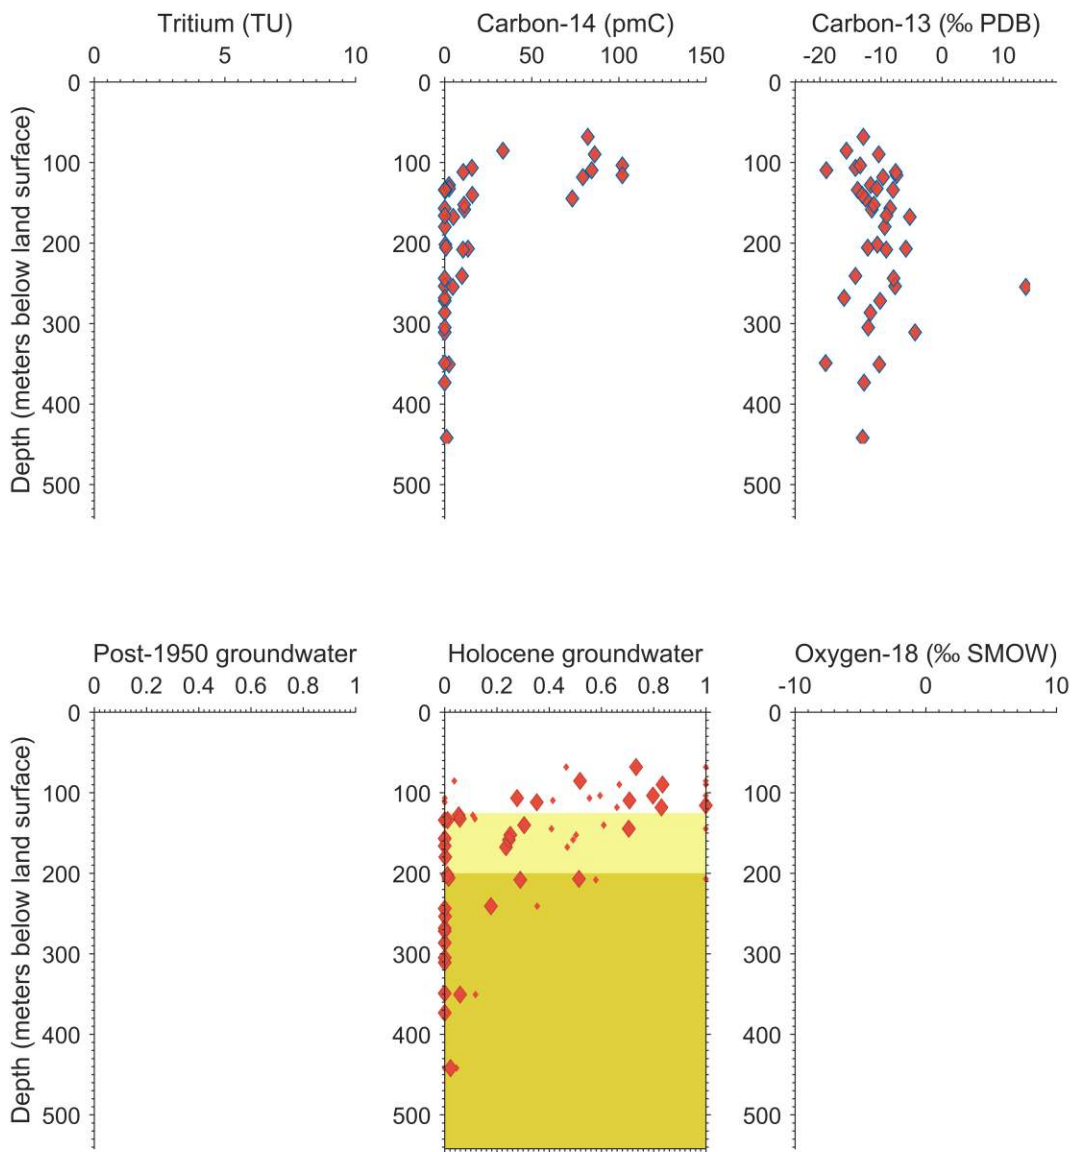 Tritium (TU) Carbon-14 (pmC) Carbon-13 (‰ PDB)
0 5 10 0 50 100 150 -20 -10 0 10
0 0 0
100 100 100
200 200 200
300 300 300
400 400 400
500 500 500
Depth (meters below land surface)
Post-1950 groundwater Holocene groundwater Oxygen-18 (‰ SMOW)
0 0.2 0.4 0.6 0.8 1 0 0.2 0.4 0.6 0.8 1 -10 0 10
0 0 0
100 100 100
200 200 200
300 300 300
400 400 400
500 500 500
Depth (meters below land surface)